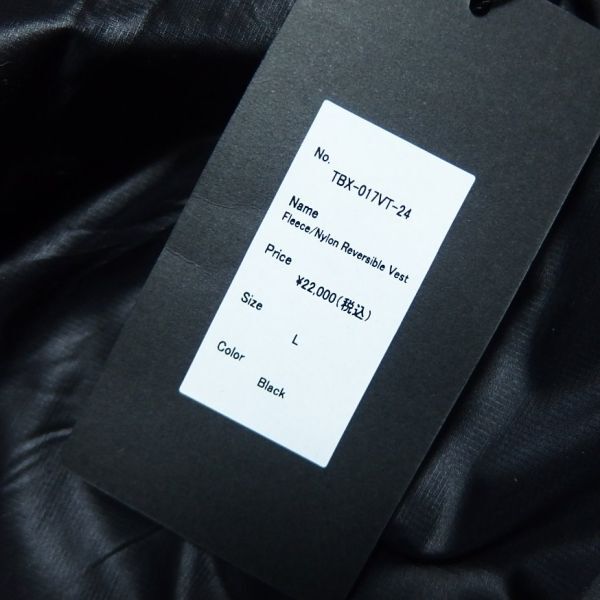 No.
TBX-017VT-24
Name
Fleece/Nylon Reversible Vest
Price
¥22,000(税込)
Size
L
Color
Black